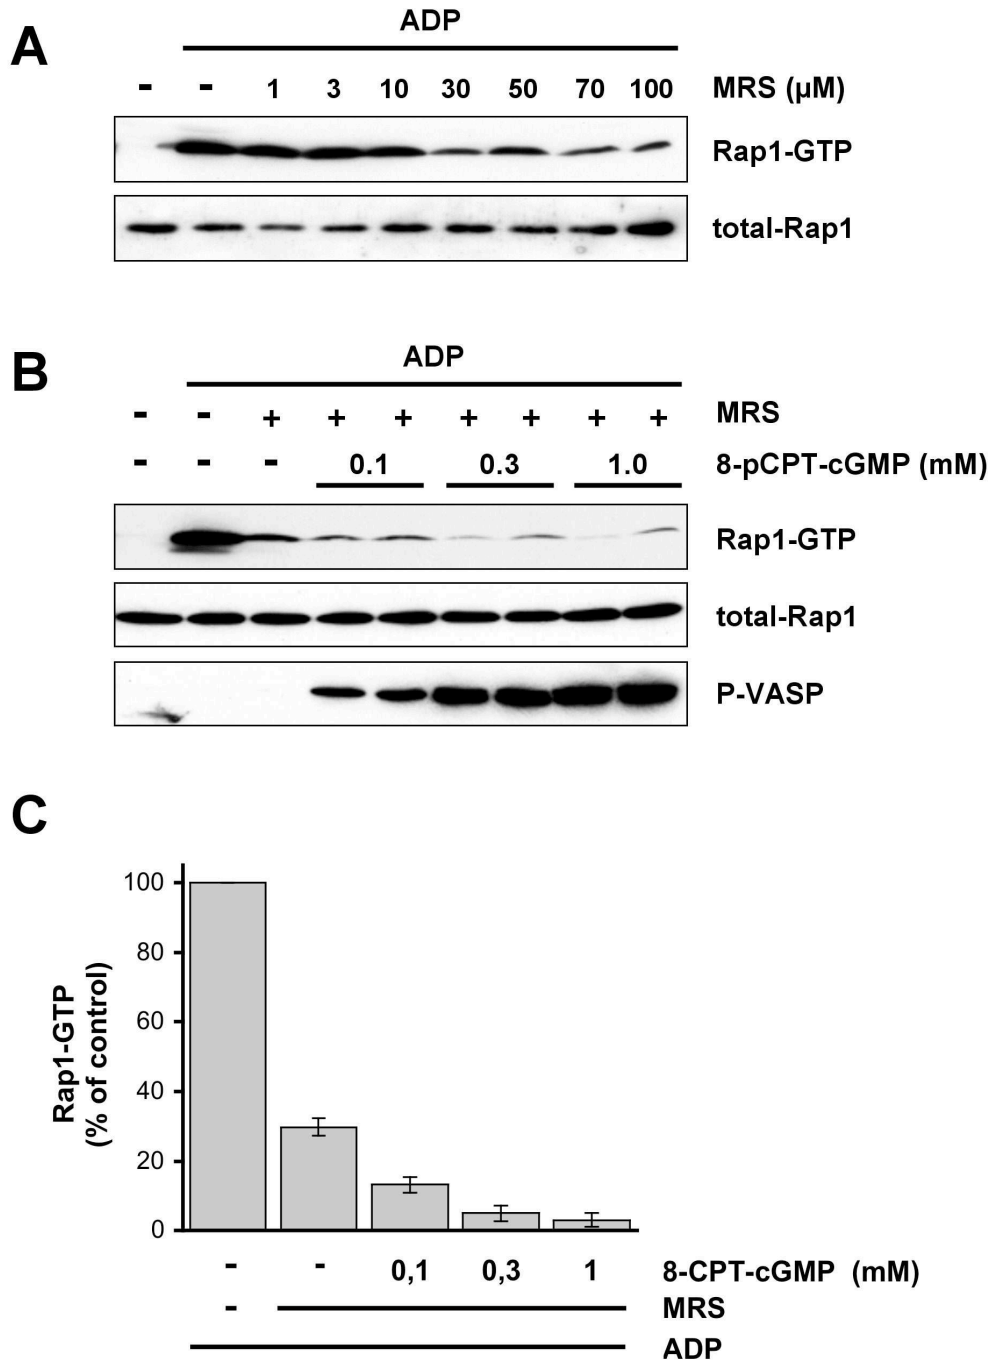 A
ADP
- - 1 3 10 30 50 70 100 MRS (µM)
Rap1-GTP
total-Rap1
B
ADP
- - + + + + + + + MRS
- - - 0.1 0.3 1.0 8-pCPT-cGMP (mM)
Rap1-GTP
total-Rap1
P-VASP
C
Rap1-GTP
(% of control)
100
80
60
40
20
0
- - 0,1 0,3 1 8-CPT-cGMP (mM)
- MRS
ADP